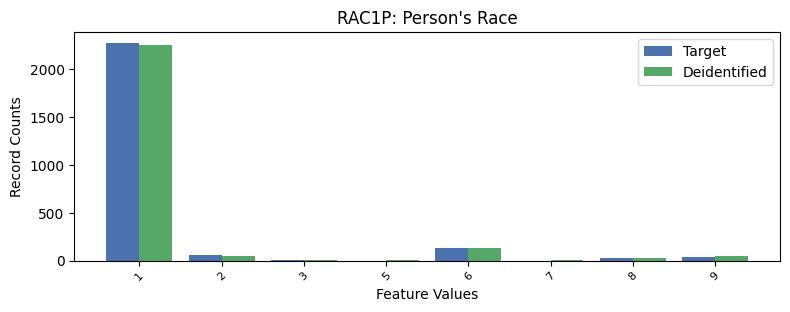 RAC1P: Person's Race
Target
Deidentified
Record Counts
2000
1500
1000
500
0
1 2 3 5 6 7 8 9
Feature Values